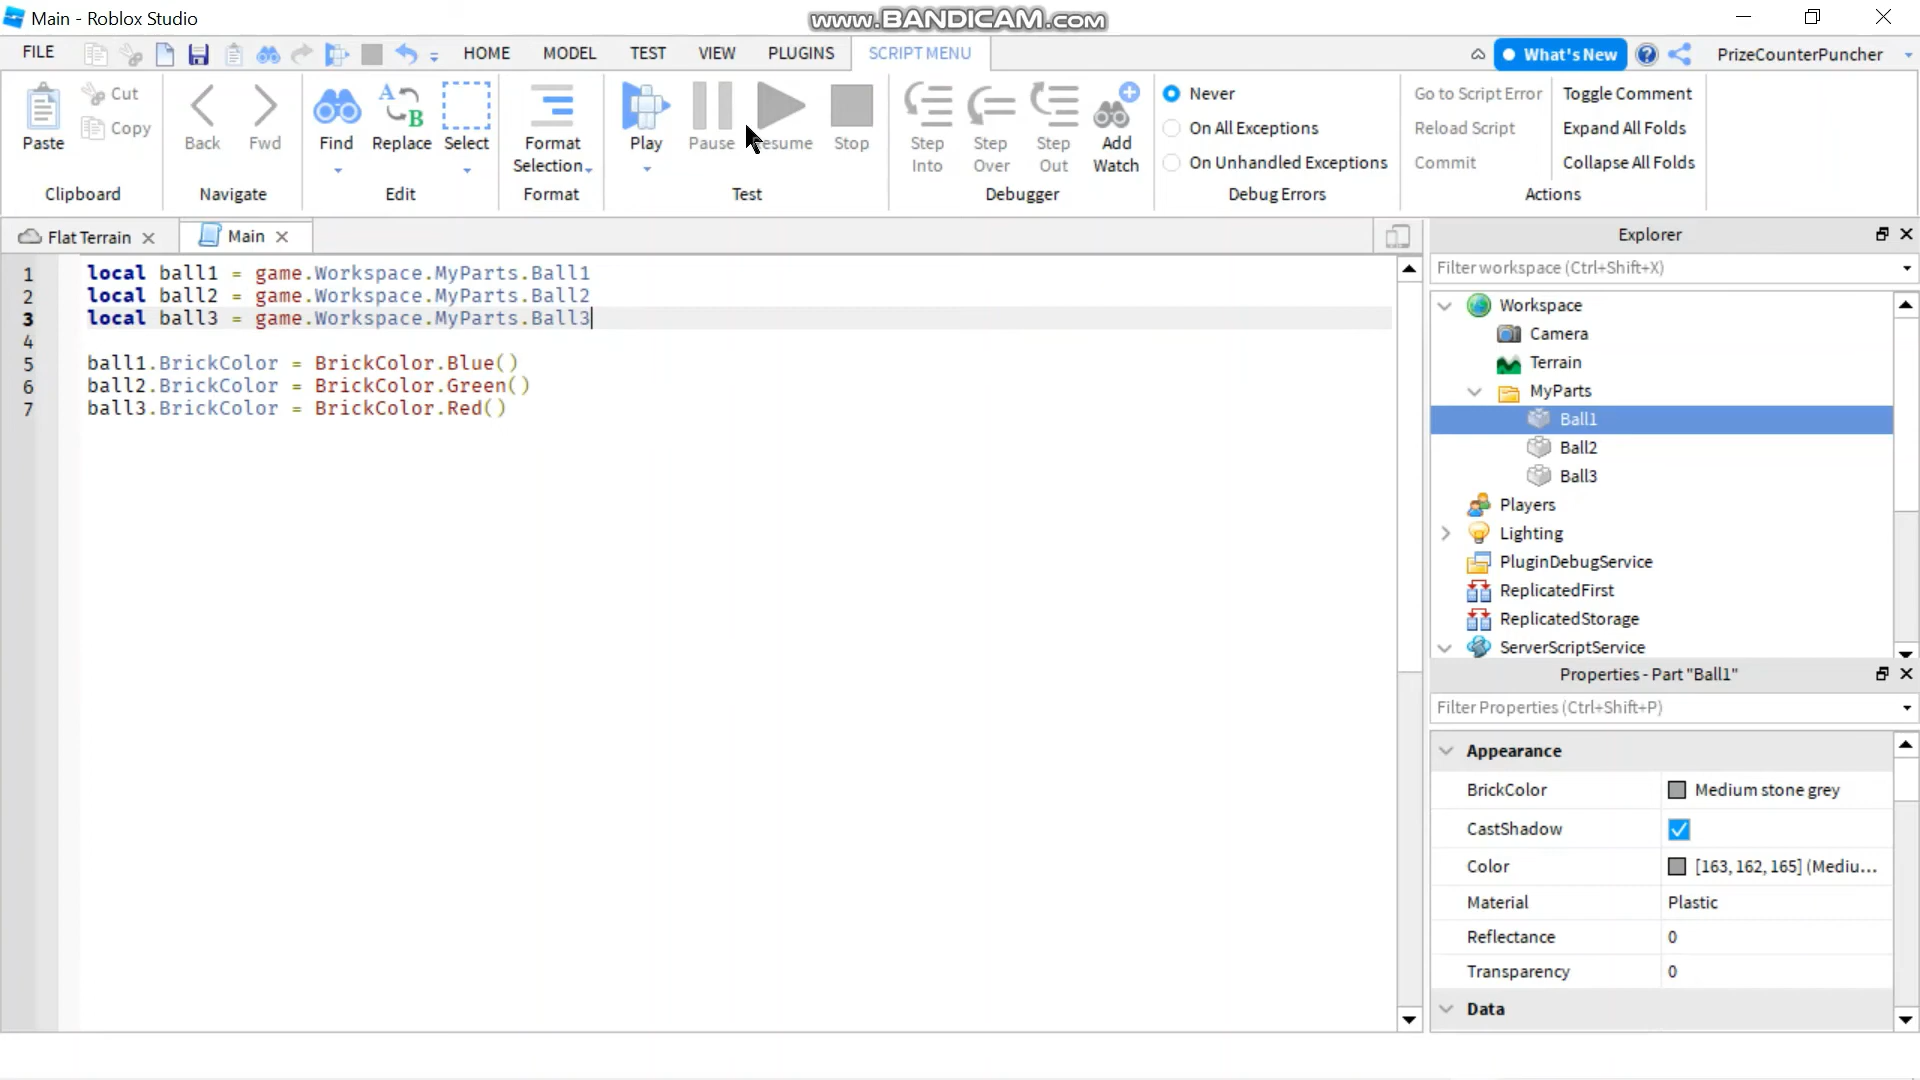 Main - Roblox Studio
www.BANDICAM.com
FILE
HOME
MODEL
TEST
VIEW
PLUGINS
SCRIPT MENU
What's New
PrizeCounterPuncher
Paste
Cut
Copy
Clipboard
Back
Fwd
Navigate
Find
Replace
Select
Edit
Format
Selection
Format
Play
Pause
esume
Stop
Test
Step
Into
Step
Over
Step
Out
Add
Watch
Debugger
Never
On All Exceptions
On Unhandled Exceptions
Debug Errors
Go to Script Error
Reload Script
Commit
Toggle Comment
Expand All Folds
Collapse All Folds
Actions
Flat Terrain
Main
1 local ball1 = game.Workspace.MyParts.Ball1
2 local ball2 = game.Workspace.MyParts.Ball2
3 local ball3 = game.Workspace.MyParts.Ball3
4
5 ball1.BrickColor = BrickColor.Blue()
6 ball2.BrickColor = BrickColor.Green()
7 ball3.BrickColor = BrickColor.Red()
Explorer
Filter workspace (Ctrl+Shift+X)
Workspace
Camera
Terrain
MyParts
Ball1
Ball2
Ball3
Players
Lighting
PluginDebugService
ReplicatedFirst
ReplicatedStorage
ServerScriptService
Properties - Part "Ball1"
Filter Properties (Ctrl+Shift+P)
Appearance
BrickColor Medium stone grey
CastShadow
Color [163, 162, 165] (Mediu...
Material Plastic
Reflectance 0
Transparency 0
Data